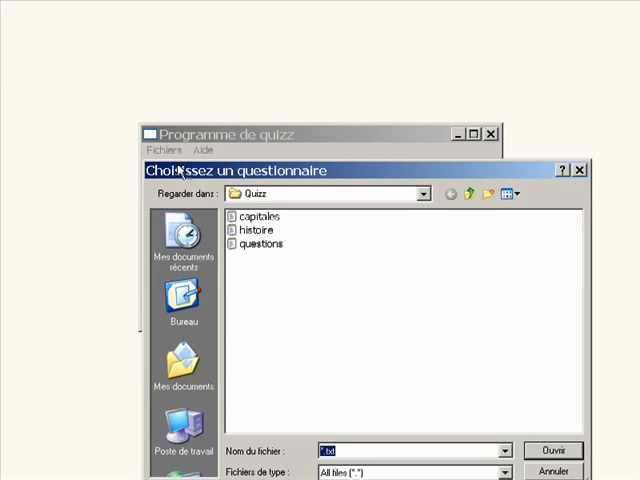 Programme de quizz
Fichiers Aide
Choisissez un questionnaire
Regarder dans : Quizz
capitales
histoire
questions
Mes documents
récents
Bureau
Mes documents
Poste de travail
Nom du fichier : *.txt Ouvrir
Fichiers de type : All files (*.*) Annuler